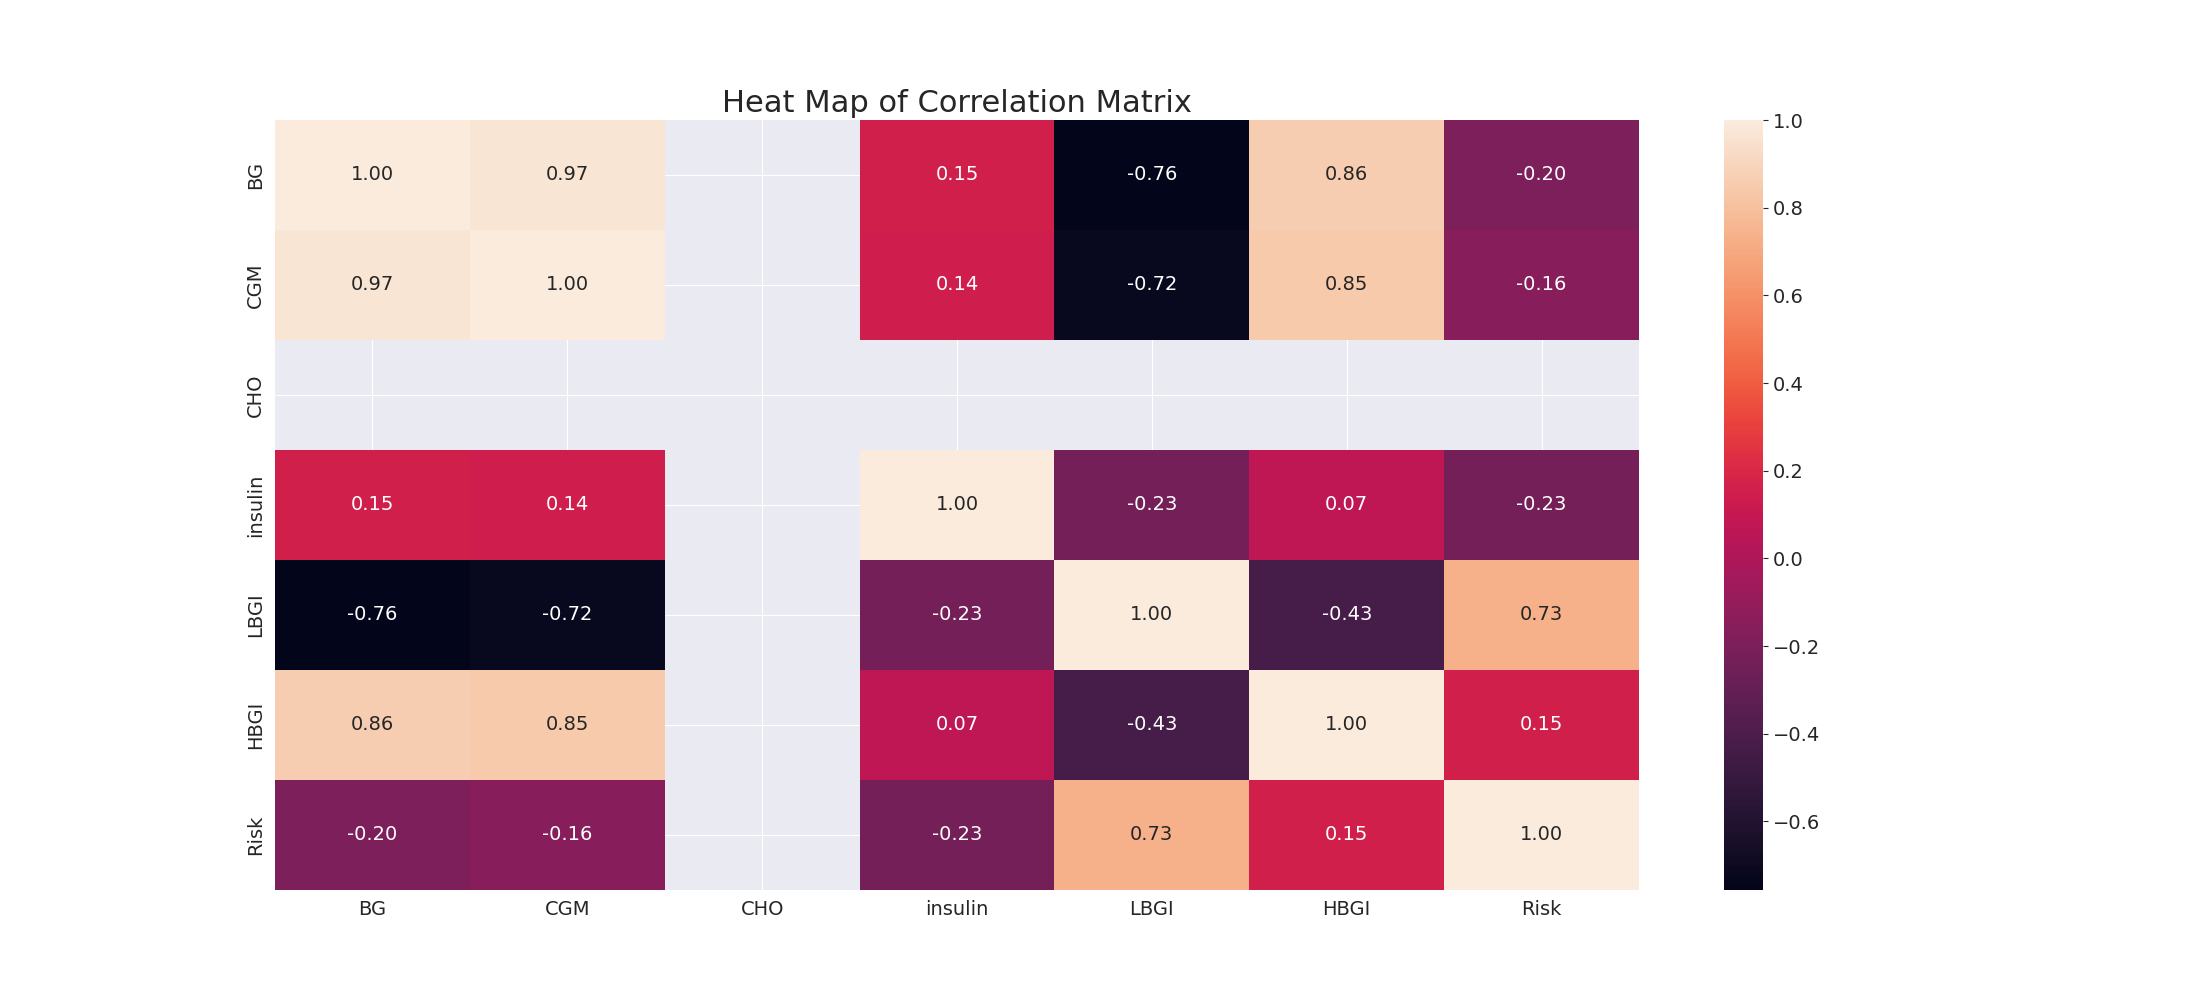 Heat Map of Correlation Matrix
BG 1.00 0.97 0.15 -0.76 0.86 -0.20
CGM 0.97 1.00 0.14 -0.72 0.85 -0.16
CHO
insulin 0.15 0.14 1.00 -0.23 0.07 -0.23
LBGI -0.76 -0.72 -0.23 1.00 -0.43 0.73
HBGI 0.86 0.85 0.07 -0.43 1.00 0.15
Risk -0.20 -0.16 -0.23 0.73 0.15 1.00
BG CGM CHO insulin LBGI HBGI Risk
1.0
0.8
0.6
0.4
0.2
0.0
−0.2
−0.4
−0.6